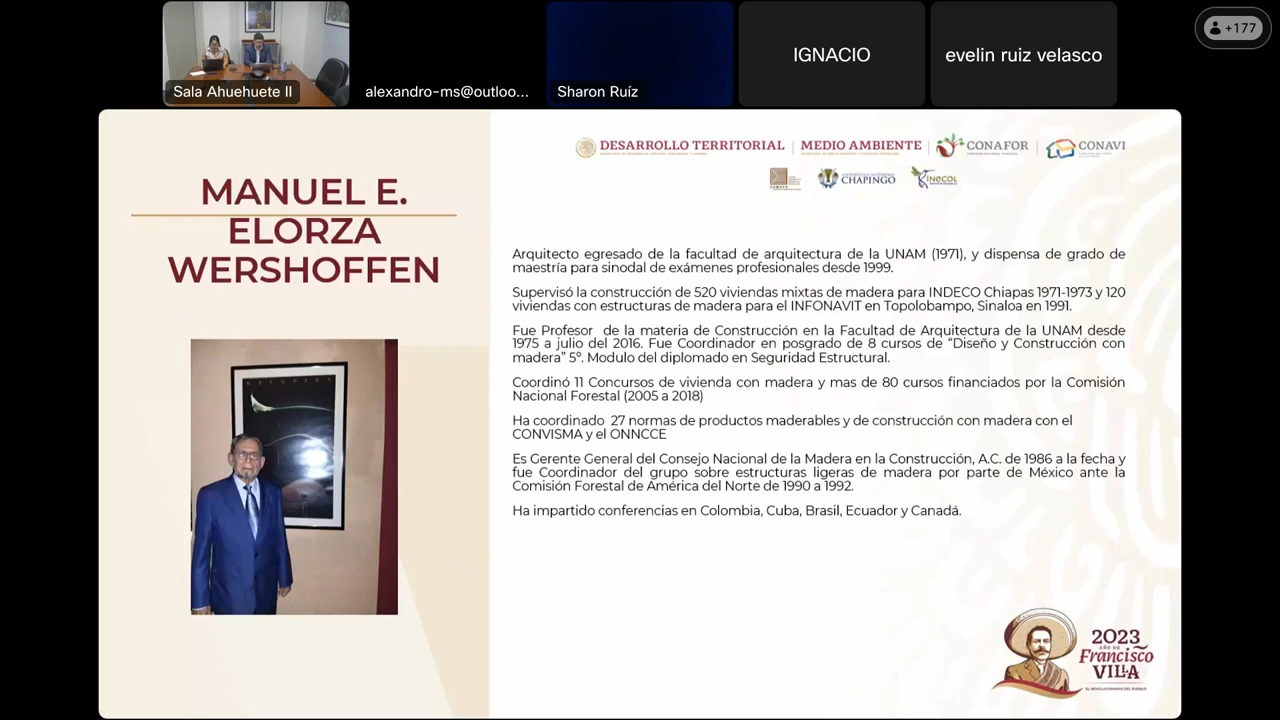 +177
Sala Ahuehuete II
alexandro-ms@outloo...
Sharon Ruíz
IGNACIO
evelin ruiz velasco
MANUEL E.
ELORZA
WERSHOFFEN
DESARROLLO TERRITORIAL
MEDIO AMBIENTE
CONAFOR
CONAVI
CHAPINGO
INECOL
Arquitecto egresado de la facultad de arquitectura de la UNAM (1971), y dispensa de grado de
maestría para sinodal de exámenes profesionales desde 1999.
Supervisó la construcción de 520 viviendas mixtas de madera para INDECO Chiapas 1971-1973 y 120
viviendas con estructuras de madera para el INFONAVIT en Topolobampo, Sinaloa en 1991.
Fue Profesor de la materia de Construcción en la Facultad de Arquitectura de la UNAM desde
1975 a julio del 2016. Fue Coordinador en posgrado de 8 cursos de “Diseño y Construcción con
madera” 5º. Modulo del diplomado en Seguridad Estructural.
Coordinó 11 Concursos de vivienda con madera y mas de 80 cursos financiados por la Comisión
Nacional Forestal (2005 a 2018)
Ha coordinado 27 normas de productos maderables y de construcción con madera con el
CONVISMA y el ONNCCE
Es Gerente General del Consejo Nacional de la Madera en la Construcción, A.C. de 1986 a la fecha y
fue Coordinador del grupo sobre estructuras ligeras de madera por parte de México ante la
Comisión Forestal de América del Norte de 1990 a 1992.
Ha impartido conferencias en Colombia, Cuba, Brasil, Ecuador y Canadá.
2023
AÑO DE
Francisco
VILLA
EL REVOLUCIONARIO DEL PUEBLO